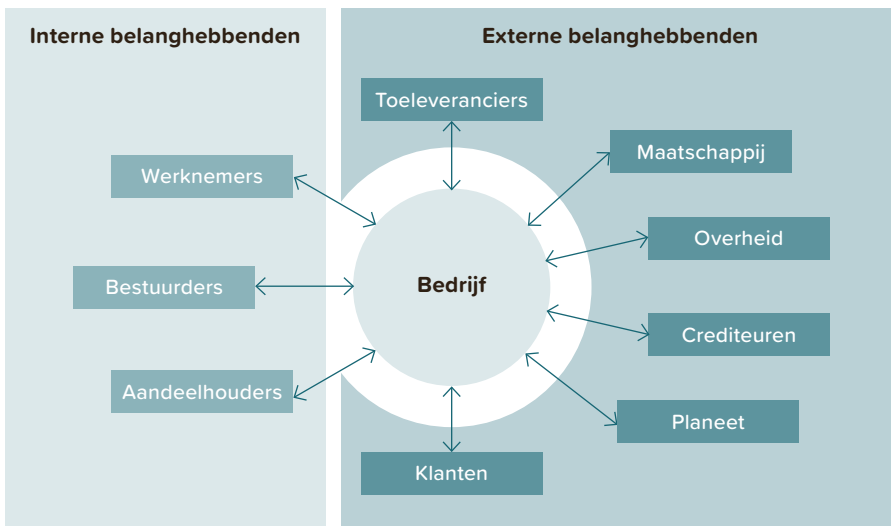 Interne belanghebbenden
Externe belanghebbenden
Toeleveranciers
Maatschappij
Werknemers
Overheid
Bestuurders
Bedrijf
Crediteuren
Aandeelhouders
Planeet
Klanten